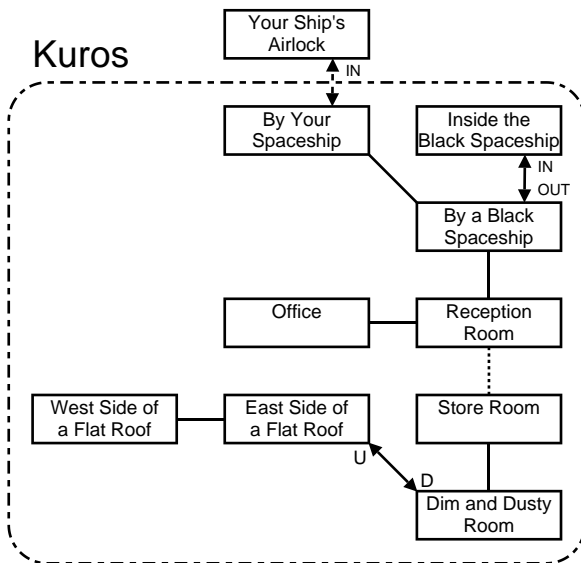 Your Ship's
Airlock
Kuros
IN
By Your
Spaceship
Inside the
Black Spaceship
IN
OUT
By a Black
Spaceship
Office
Reception
Room
West Side of
a Flat Roof
East Side of
a Flat Roof
Store Room
U
D
Dim and Dusty
Room